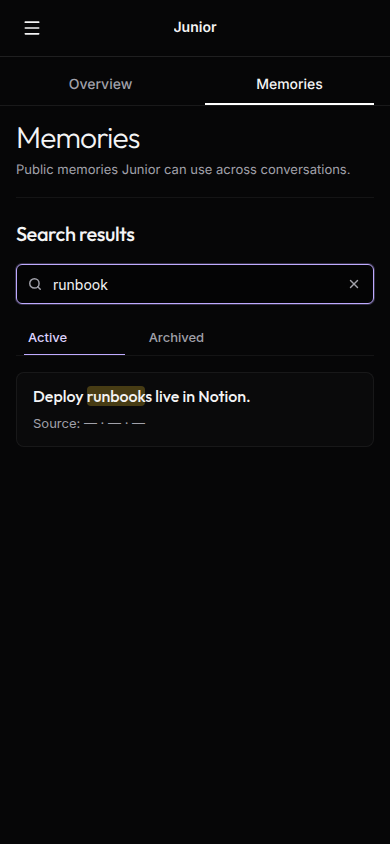 Junior
Overview
Memories
Memories
Public memories Junior can use across conversations.
Search results
runbook
Active
Archived
Deploy runbooks live in Notion.
Source: — · — · —